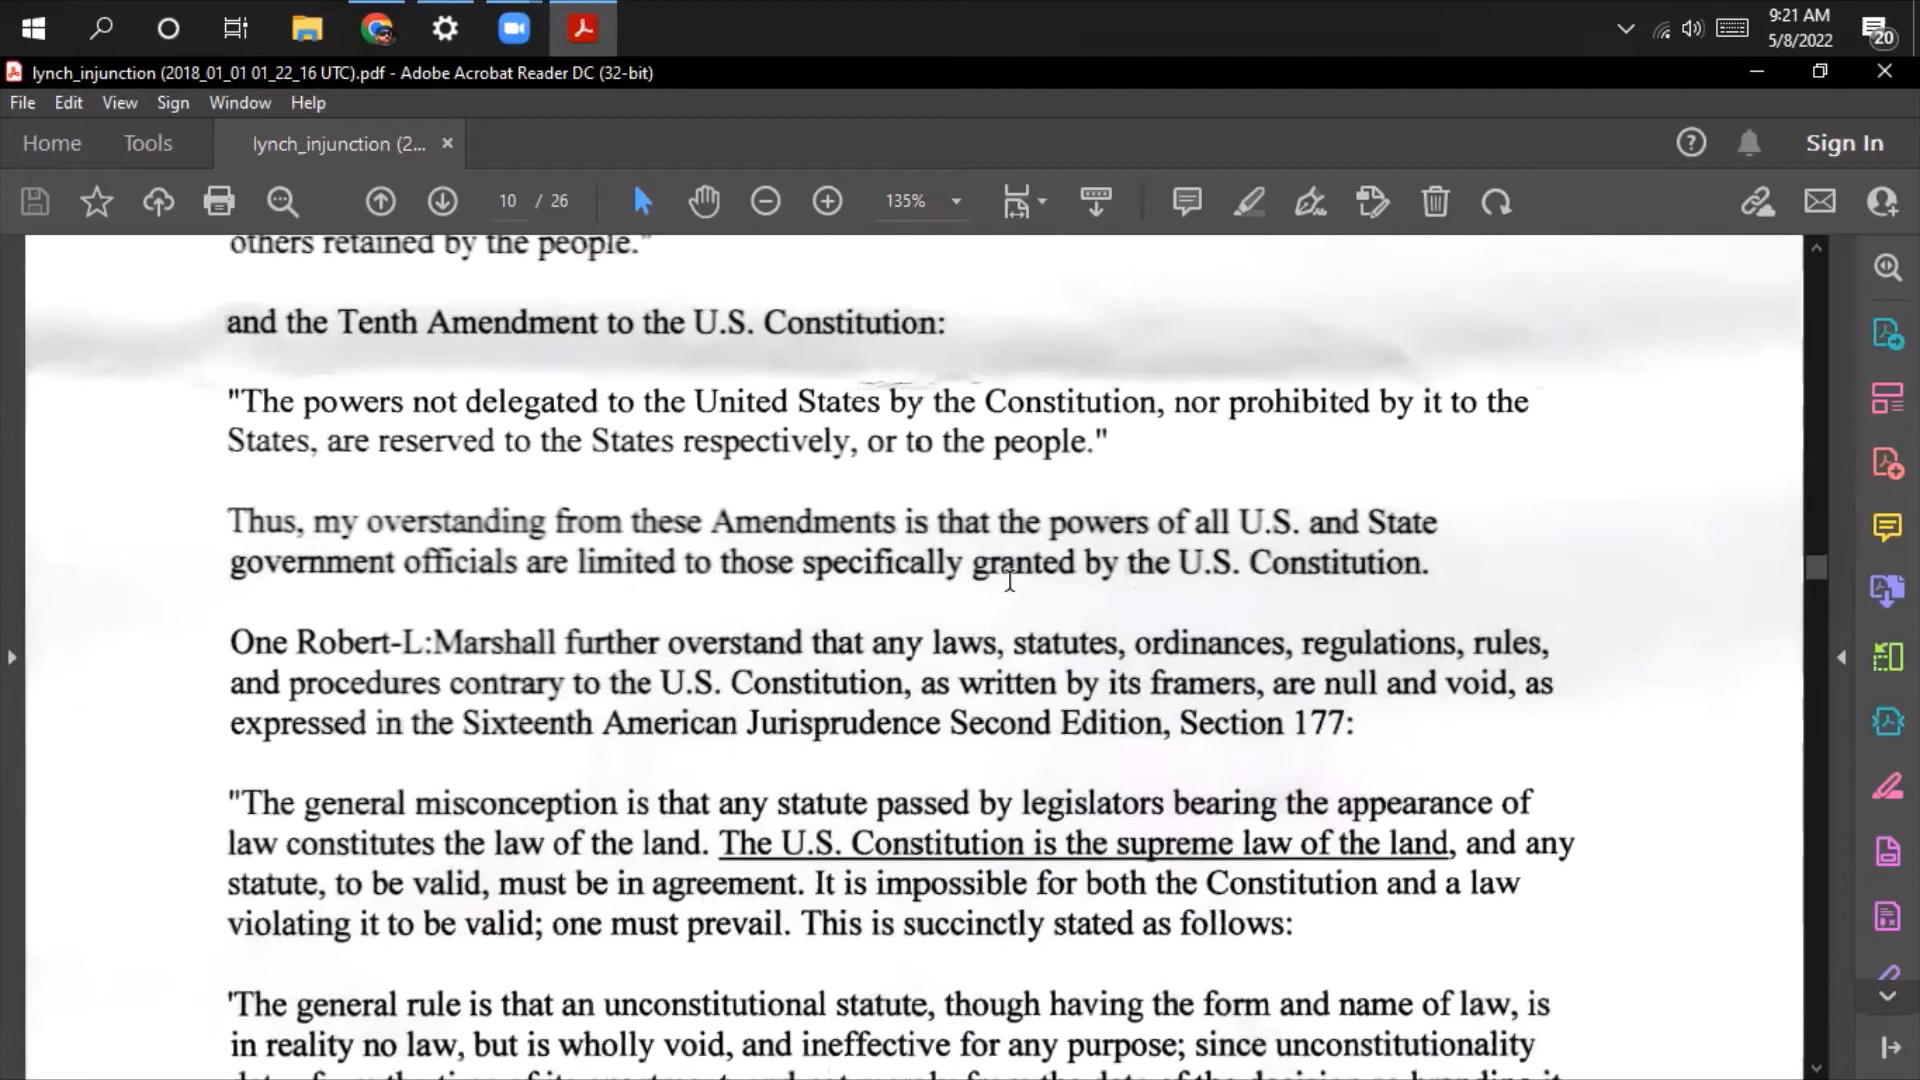 9:21 AM
5/8/2022
20
lynch_injunction (2018_01_01 01_22_16 UTC).pdf - Adobe Acrobat Reader DC (32-bit)
File Edit View Sign Window Help
Home Tools lynch_injunction (2... × Sign In
10 / 26 135%
others retained by the people."
and the Tenth Amendment to the U.S. Constitution:
"The powers not delegated to the United States by the Constitution, nor prohibited by it to the
States, are reserved to the States respectively, or to the people."
Thus, my overstanding from these Amendments is that the powers of all U.S. and State
government officials are limited to those specifically granted by the U.S. Constitution.
One Robert-L:Marshall further overstand that any laws, statutes, ordinances, regulations, rules,
and procedures contrary to the U.S. Constitution, as written by its framers, are null and void, as
expressed in the Sixteenth American Jurisprudence Second Edition, Section 177:
"The general misconception is that any statute passed by legislators bearing the appearance of
law constitutes the law of the land. The U.S. Constitution is the supreme law of the land, and any
statute, to be valid, must be in agreement. It is impossible for both the Constitution and a law
violating it to be valid; one must prevail. This is succinctly stated as follows:
'The general rule is that an unconstitutional statute, though having the form and name of law, is
in reality no law, but is wholly void, and ineffective for any purpose; since unconstitutionality